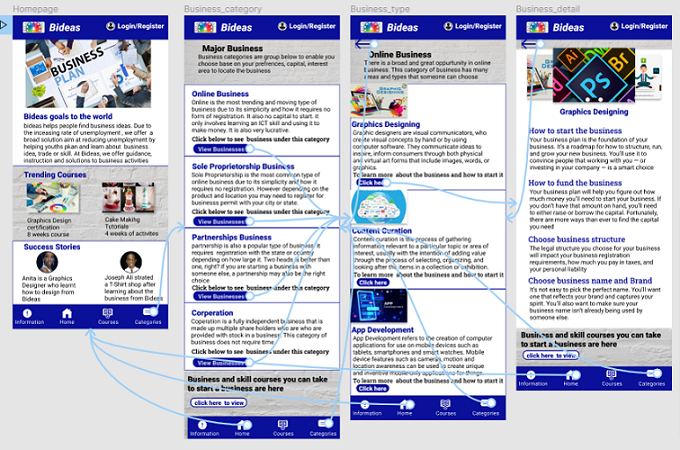 Homepage
Business_category
Business_type
Business_detail
Bideas
Login/Register
BUSINESS
PLAN
Bideas goals to the world
bideas helps people find business ideas. Due to
the inceasing rate of unemployment, we offer a
broad solution aim at reducing unemployment by
helping youths plan and learn about business
idea, trade or skill. At Bideas, we offer guidance,
instruction and solutions to business activities
Trending Courses
Graphics Design
certification
8 weeks course
Cake Makihg
Tutorials
4 weeks of activites
Success Stories
Anita is a Graphics
Designer who learnt
how to design from
Bideas
Joseph Ali strated
a T-Shirt shop after
learning about the
business from Bideas
Information
Home
Courses
Categories
Bideas
Login/Register
Major Business
Business categories are group below to enable you
choose base on your preferences, capital, interest
area to locate the business
Online Business
Online is the most trending and moving type of
business due to its simplicity and how it requires no
form of registration. It also no capital to start. it
only involves learning an ICT skill and using it to
make money. It is also very lucrative.
Click below to see business under this category
View Businesses
Sole Proprietorship Business
Sole Proprietorship is the most common type of
online business due to its simplicity and how it
requires no registration. However depending on the
product and location you may need to register for
business permit with your city or state.
Click below to see business under this category
View Businesses
Partnerships Business
partnership is also a popular type of business it
requires registration with the state or country
depending on how large it. Two heads is better than
one, right? If you are starting a business with
someone else, a partnership may also be the right
choice
Click below to see business under this category
View Businesses
Corperation
Coperation is a fully independent business that is
made up multiple share holders who are who are
provided with stock in a business. This category of
business does not require time.
Click below to see business under this category
View Businesses
Business and skill courses you can take
to start a business are here
click here to view
Information
Home
Courses
Categories
Bideas
Login/Register
Online Business
There is a broad and great opportunity in online
Business. This category of business has many
areas and types that someone can choose
Graphics Designing
Graphic designers are visual communicators, who
create visual concepts by hand or by using
computer software. They communicate ideas to
inspire, inform consumers through both physical
and virtual art forms that include images, words, or
graphics.
To learn more about the business and how to start it
Click here
Content Curation
Content curation is the process of gathering
information relevant to a particular topic or area of
interest, usually with the intention of adding value
through the process of selecting, organizing, and
looking after the items in a collection or exhibition.
To learn more about the business and how to start it
Click here
APP
App Development
App Development refers to the creation of computer
applications for use on mobile devices such as
tablets, smartphones and smart watches. Mobile
device features such as cameras, motion and
location awareness can be used to create unique
and inventive mobile-only applications for things.
To learn more about the business and how to start it
Click here
Information
Home
Courses
Categories
Bideas
Login/Register
Ai
Br
Ps
Graphics Designing
How to start the business
Your business plan is the foundation of your
business. It's a roadmap for how to structure, run,
and grow your new business. You'll use it to
convince people that working with you — or
investing in your company — is a smart choice
How to fund the business
Your business plan will help you figure out how
much money you'll need to start your business. If
you don't have that amount on hand, you'll need
to either raise or borrow the capital. Fortunately,
there are more ways than ever to find the capital
you need
Choose business structure
The legal structure you choose for your business
will impact your business registration
requirements, how much you pay in taxes, and
your personal liability
Choose business name and Brand
It's not easy to pick the perfect name. You'll want
one that reflects your brand and captures your
spirit. You'll also want to make sure your
business name isn't already being used by
someone else.
Business and skill courses you can take
to start a business are here
click here to view
Information
Home
Courses
Categories